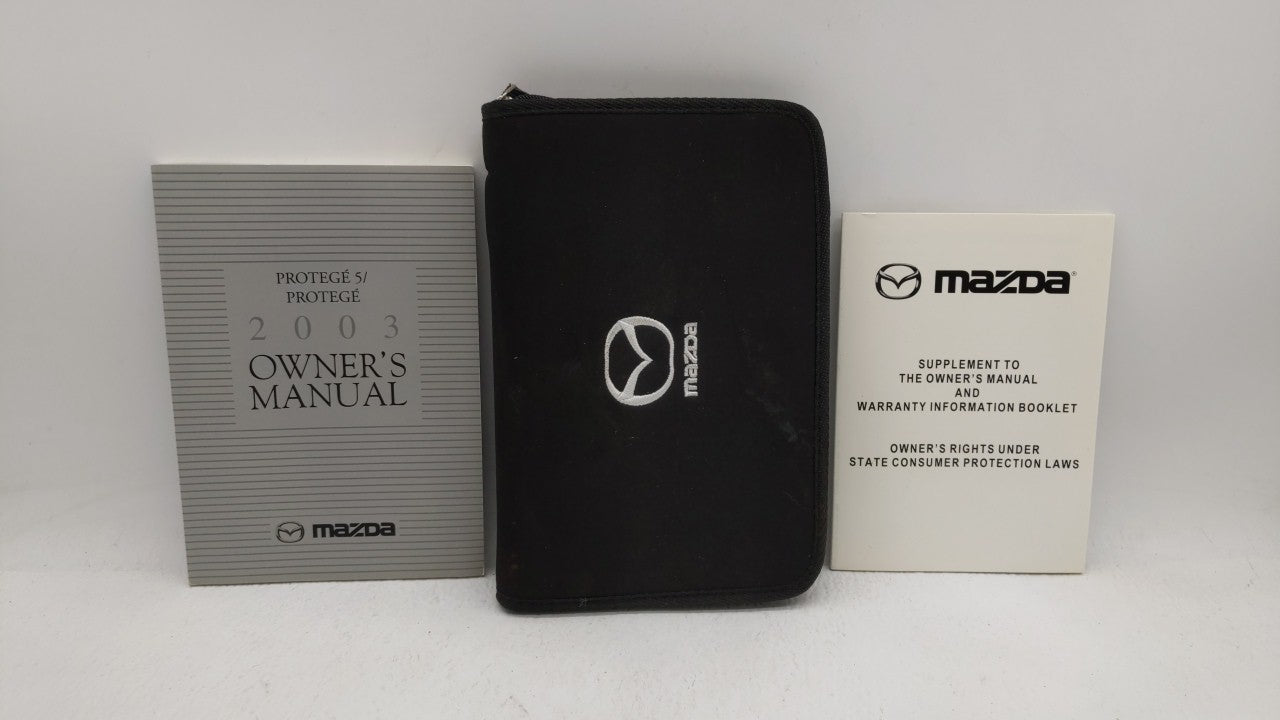 PROTEGÉ 5/
PROTEGÉ
2003
OWNER'S
MANUAL
mazda
mazda
mazda®
SUPPLEMENT TO
THE OWNER'S MANUAL
AND
WARRANTY INFORMATION BOOKLET
OWNER'S RIGHTS UNDER
STATE CONSUMER PROTECTION LAWS